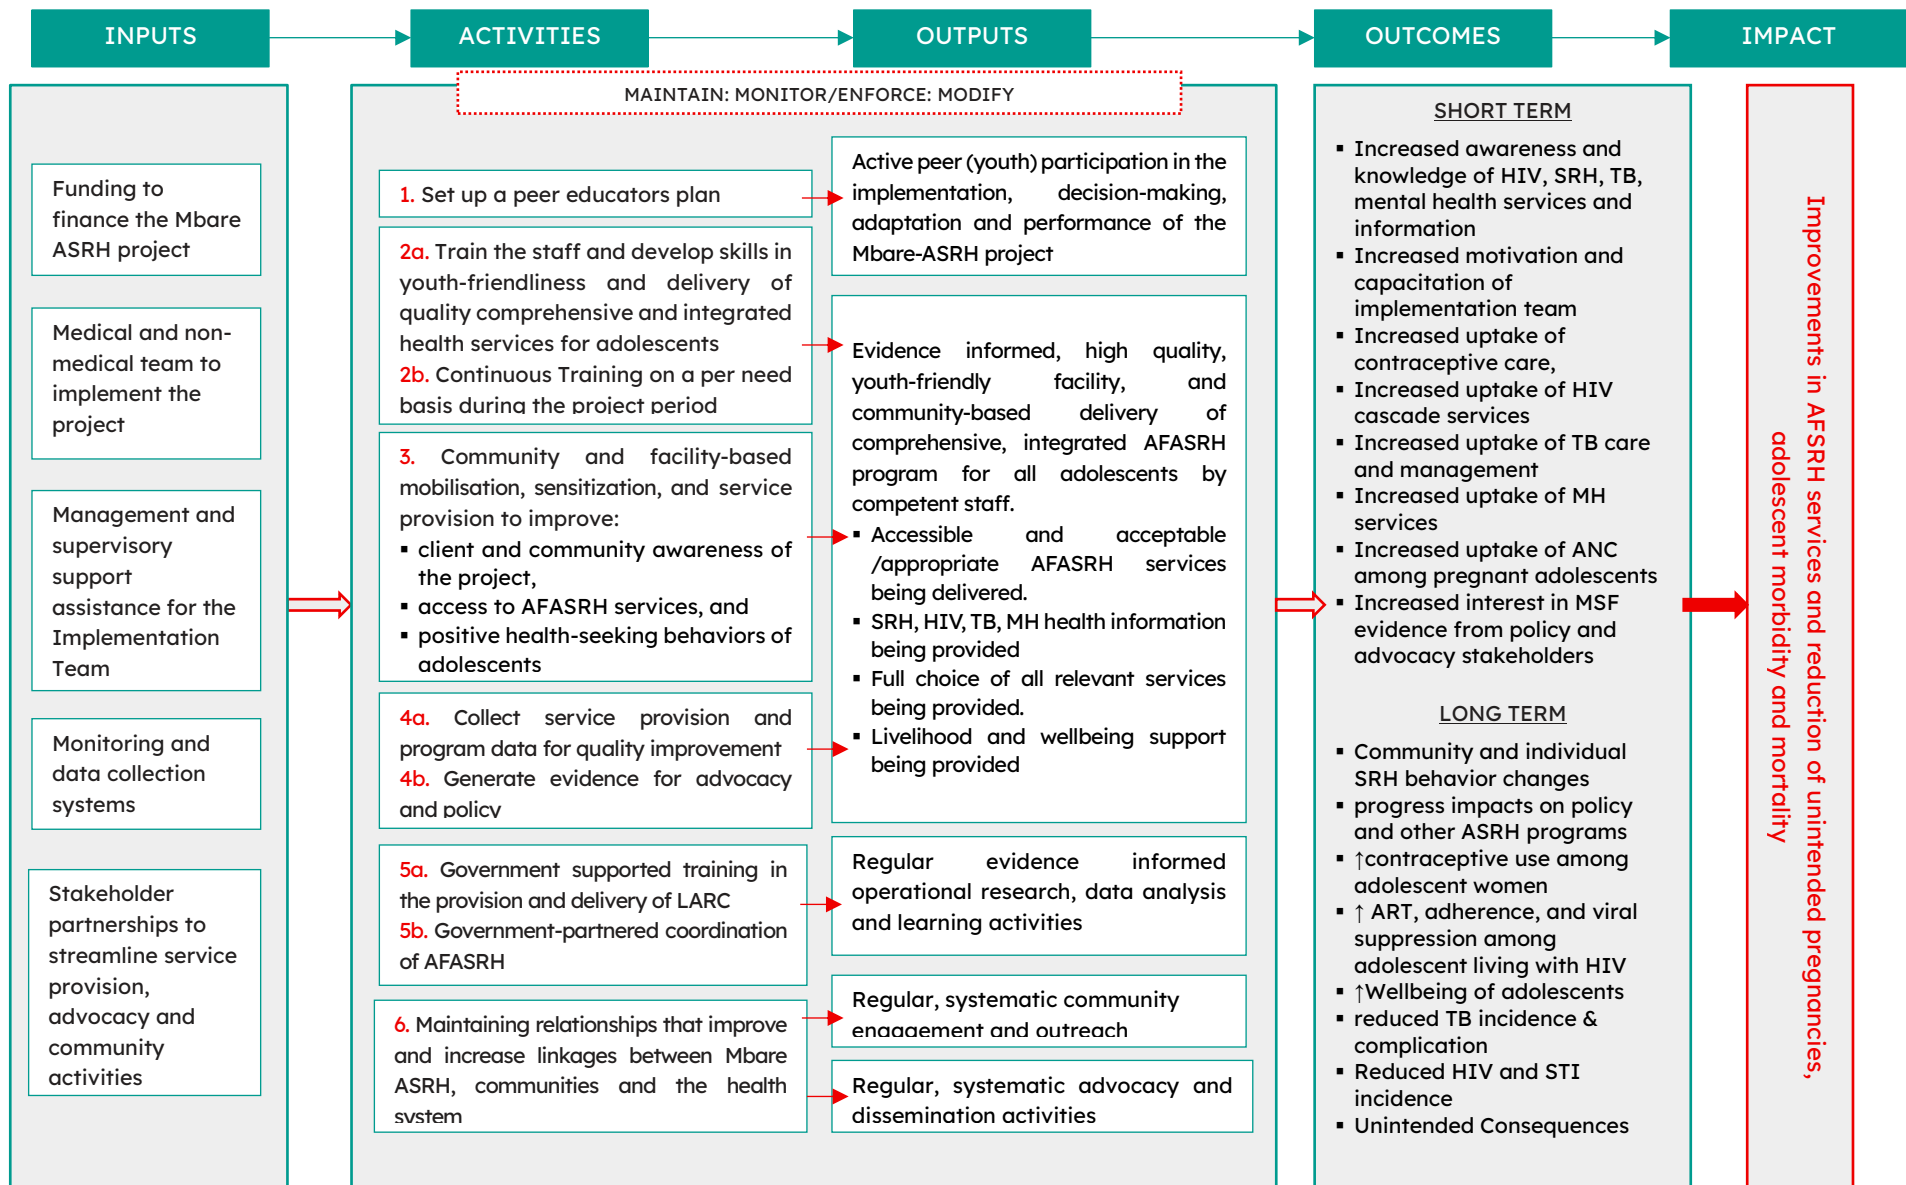 INPUTS
ACTIVITIES
OUTPUTS
OUTCOMES
IMPACT
MAINTAIN: MONITOR/ENFORCE: MODIFY
Funding to
finance the Mbare
ASRH project
Medical and non-
medical team to
implement the
project
Management and
supervisory
support
assistance for the
Implementation
Team
Monitoring and
data collection
systems
Stakeholder
partnerships to
streamline service
provision,
advocacy and
community
activities
1. Set up a peer educators plan
2a. Train the staff and develop skills in
youth-friendliness and delivery of
quality comprehensive and integrated
health services for adolescents
2b. Continuous Training on a per need
basis during the project period
3. Community and facility-based
mobilisation, sensitization, and service
provision to improve:
▪ client and community awareness of
the project,
▪ access to AFASRH services, and
▪ positive health-seeking behaviors of
adolescents
4a. Collect service provision and
program data for quality improvement
4b. Generate evidence for advocacy
and policy
5a. Government supported training in
the provision and delivery of LARC
5b. Government-partnered coordination
of AFASRH
6. Maintaining relationships that improve
and increase linkages between Mbare
ASRH, communities and the health
system
Active peer (youth) participation in the
implementation, decision-making,
adaptation and performance of the
Mbare-ASRH project
Evidence informed, high quality,
youth-friendly facility, and
community-based delivery of
comprehensive, integrated AFASRH
program for all adolescents by
competent staff.
▪ Accessible and acceptable
/appropriate AFASRH services
being delivered.
▪ SRH, HIV, TB, MH health information
being provided
▪ Full choice of all relevant services
being provided.
▪ Livelihood and wellbeing support
being provided
Regular evidence informed
operational research, data analysis
and learning activities
Regular, systematic community
engagement and outreach
Regular, systematic advocacy and
dissemination activities
SHORT TERM
▪ Increased awareness and
knowledge of HIV, SRH, TB,
mental health services and
information
▪ Increased motivation and
capacitation of
implementation team
▪ Increased uptake of
contraceptive care,
▪ Increased uptake of HIV
cascade services
▪ Increased uptake of TB care
and management
▪ Increased uptake of MH
services
▪ Increased uptake of ANC
among pregnant adolescents
▪ Increased interest in MSF
evidence from policy and
advocacy stakeholders
LONG TERM
▪ Community and individual
SRH behavior changes
▪ progress impacts on policy
and other ASRH programs
▪ ↑contraceptive use among
adolescent women
▪ ↑ ART, adherence, and viral
suppression among
adolescent living with HIV
▪ ↑Wellbeing of adolescents
▪ reduced TB incidence &
complication
▪ Reduced HIV and STI
incidence
▪ Unintended Consequences
Improvements in AFSRH services and reduction of unintended pregnancies,
adolescent morbidity and mortality